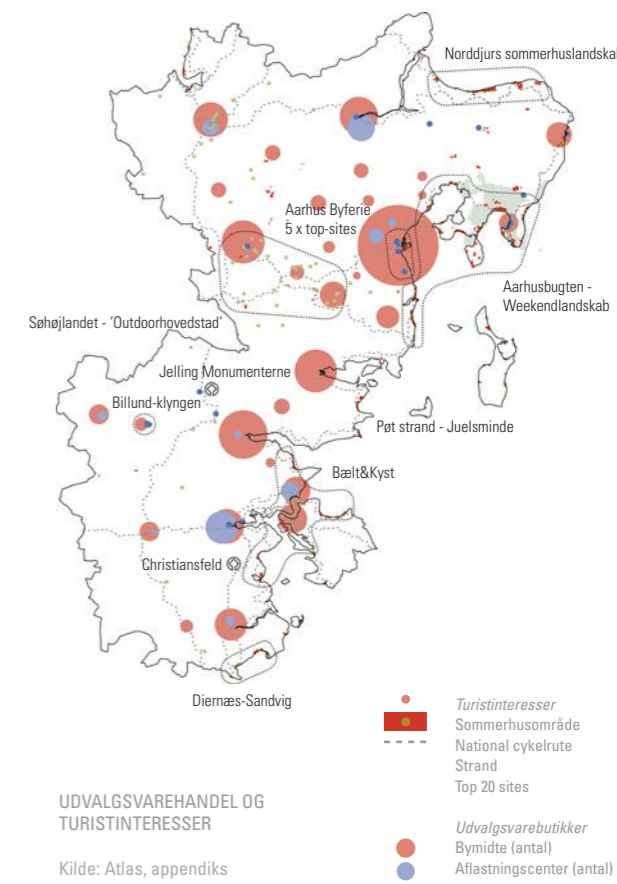 Norddjurs sommerhuslandskal
Aarhus Byferie
5 x top-sites
Aarhusbugten -
Weekendlandskab
Søhøjlandet - 'Outdoorhovedstad'
Jelling Monumenterne
Billund-klyngen
Pøt strand - Juelsminde
Bælt&Kyst
Christiansfeld
Diernæs-Sandvig
Turistinteresser
Sommerhusområde
National cykelrute
Strand
Top 20 sites
UDVALGSVAREHANDEL OG
TURISTINTERESSER
Udvalgsvarebutikker
Bymidte (antal)
Kilde: Atlas, appendiks
Aflastningscenter (antal)